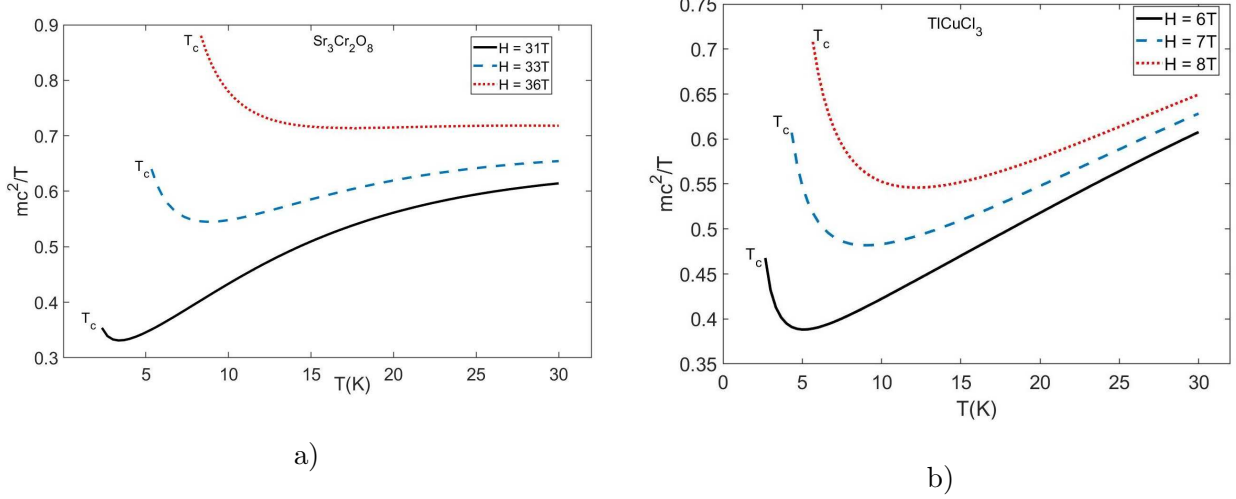 0.9
0.8
0.7
0.6
0.5
0.4
0.3
mc²/T
5 10 15 20 25 30
T(K)
Sr₃Cr₂O₈
H = 31T
H = 33T
H = 36T
T_c
T_c
T_c
a)
0.75
0.7
0.65
0.6
0.55
0.5
0.45
0.4
0.35
mc²/T
0 5 10 15 20 25 30
T(K)
TlCuCl₃
H = 6T
H = 7T
H = 8T
T_c
T_c
T_c
b)